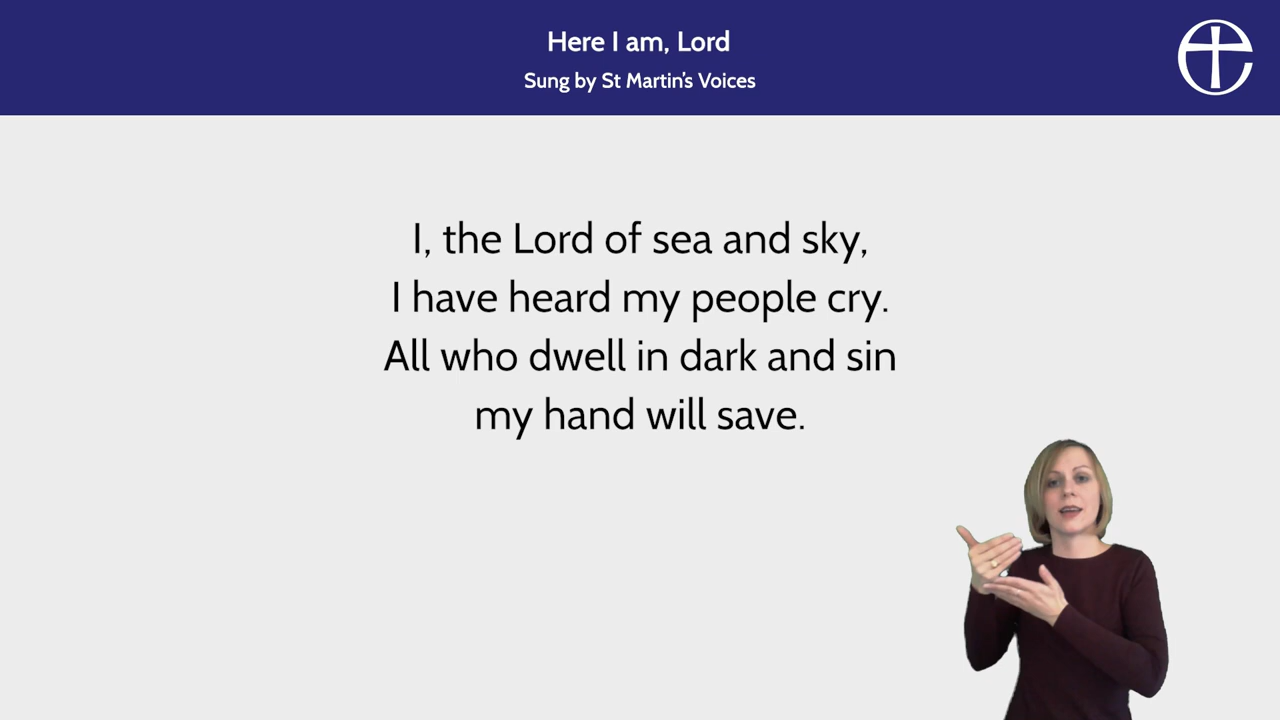 Here I am, Lord
Sung by St Martin's Voices
I, the Lord of sea and sky,
I have heard my people cry.
All who dwell in dark and sin
my hand will save.